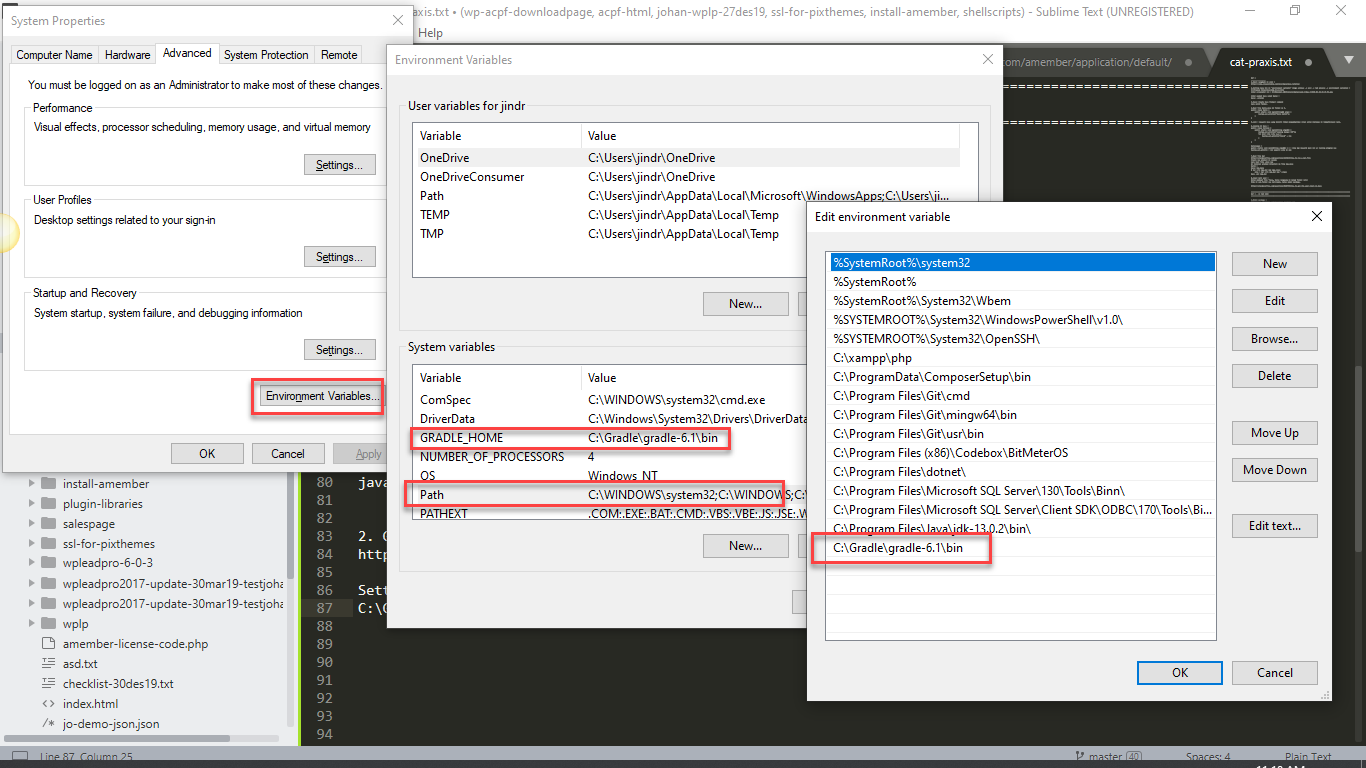 System Properties
axis.txt • (wp-acpf-downloadpage, acpf-html, johan-wplp-27des19, ssl-for-pixthemes, install-amember, shellscripts) - Sublime Text (UNREGISTERED)
Help
Computer Name
Hardware
Advanced
System Protection
Remote
You must be logged on as an Administrator to make most of these changes.
Performance
Visual effects, processor scheduling, memory usage, and virtual memory
Settings...
User Profiles
Desktop settings related to your sign-in
Settings...
Startup and Recovery
System startup, system failure, and debugging information
Settings...
Environment Variables...
OK
Cancel
Apply
Environment Variables
com/amember/application/default/
cat-praxis.txt
User variables for jindr
Variable Value
OneDrive C:\Users\jindr\OneDrive
OneDriveConsumer C:\Users\jindr\OneDrive
Path C:\Users\jindr\AppData\Local\Microsoft\WindowsApps;C:\Users\ji...
TEMP C:\Users\jindr\AppData\Local\Temp
TMP C:\Users\jindr\AppData\Local\Temp
New...
System variables
Variable Value
ComSpec C:\WINDOWS\system32\cmd.exe
DriverData C:\Windows\System32\Drivers\DriverData
GRADLE_HOME C:\Gradle\gradle-6.1\bin
NUMBER_OF_PROCESSORS 4
OS Windows_NT
Path C:\WINDOWS\system32;C:\WINDOWS;C:\
PATHEXT .COM;.EXE;.BAT;.CMD;.VBS;.VBE;.JS;.JSE;.W
New...
Edit environment variable
%SystemRoot%\system32
%SystemRoot%
%SystemRoot%\System32\Wbem
%SYSTEMROOT%\System32\WindowsPowerShell\v1.0\
%SYSTEMROOT%\System32\OpenSSH\
C:\xampp\php
C:\ProgramData\ComposerSetup\bin
C:\Program Files\Git\cmd
C:\Program Files\Git\mingw64\bin
C:\Program Files\Git\usr\bin
C:\Program Files (x86)\Codebox\BitMeterOS
C:\Program Files\dotnet\
C:\Program Files\Microsoft SQL Server\130\Tools\Binn\
C:\Program Files\Microsoft SQL Server\Client SDK\ODBC\170\Tools\Bi...
C:\Program Files\Java\jdk-13.0.2\bin\
C:\Gradle\gradle-6.1\bin
New
Edit
Browse...
Delete
Move Up
Move Down
Edit text...
OK
Cancel
install-amember
plugin-libraries
salespage
ssl-for-pixthemes
wpleadpro-6-0-3
wpleadpro2017-update-30mar19-testjoha
wpleadpro2017-update-30mar19-testjoha
wplp
amember-license-code.php
asd.txt
checklist-30des19.txt
index.html
jo-demo-json.json
80 java
81
82
83 2. G
84 http
85
86 Sett
87 C:\G
88
89
90
91
92
93
94
Line 87, Column 25
master 40
Spaces: 4
Plain Text